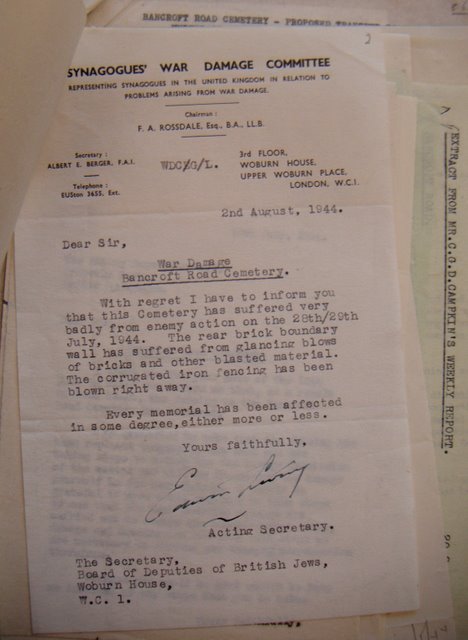 BANCROFT ROAD CEMETERY - PROPOSED
2
SYNAGOGUES' WAR DAMAGE COMMITTEE
REPRESENTING SYNAGOGUES IN THE UNITED KINGDOM IN RELATION TO
PROBLEMS ARISING FROM WAR DAMAGE.
Chairman :
F. A. ROSSDALE, Esq., B.A., LL.B.
Secretary :
ALBERT E. BERGER, F.A.I.
Telephone :
EUSton 3655, Ext.
WDC/G/L.
3rd FLOOR,
WOBURN HOUSE,
UPPER WOBURN PLACE,
LONDON, W.C.1.
2nd August, 1944.
Dear Sir,
War Damage
Bancroft Road Cemetery.
With regret I have to inform you
that this Cemetery has suffered very
badly from enemy action on the 28th/29th
July, 1944. The rear brick boundary
wall has suffered from glancing blows
of bricks and other blasted material.
The corrugated iron fencing has been
blown right away.
Every memorial has been affected
in some degree,either more or less.
Yours faithfully,
Acting Secretary.
The Secretary,
Board of Deputies of British Jews,
Woburn House,
W.C. 1.
EXTRACT FROM MR.C.G.D.CAMPKIN'S WEEKLY REPORT.